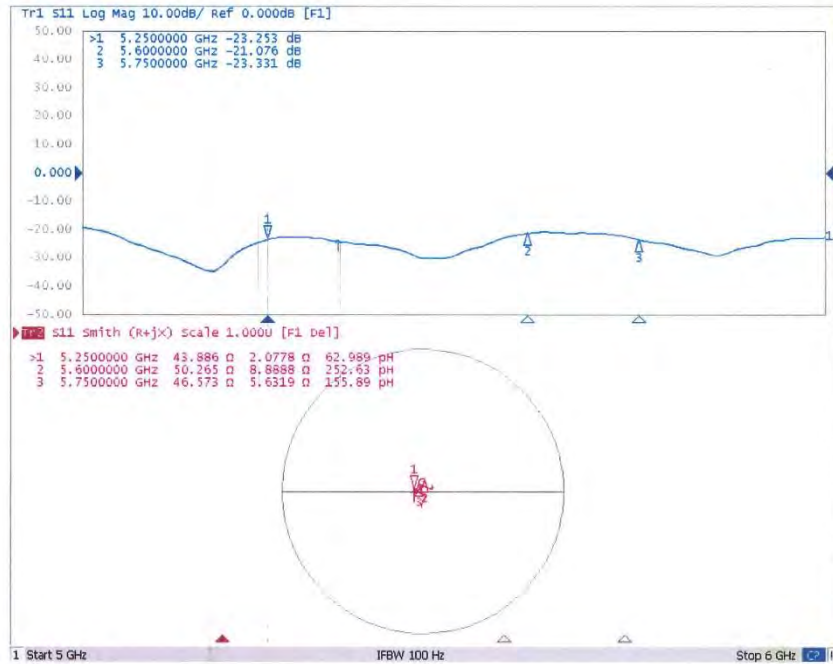 Tr1 S11 Log Mag 10.00dB/ Ref 0.000dB [F1]
50.00
>1 5.2500000 GHz -23.253 dB
2 5.6000000 GHz -21.076 dB
3 5.7500000 GHz -23.331 dB
40.00
30.00
20.00
10.00
0.000
-10.00
-20.00
-30.00
-40.00
-50.00
1
2
3
1
Tr2 S11 Smith (R+jX) Scale 1.000U [F1 Del]
>1 5.2500000 GHz 43.886 Ω 2.0778 Ω 62.989 pH
2 5.6000000 GHz 50.265 Ω 8.8888 Ω 252.63 pH
3 5.7500000 GHz 46.573 Ω 5.6319 Ω 155.89 pH
1
1 Start 5 GHz IFBW 100 Hz Stop 6 GHz C?